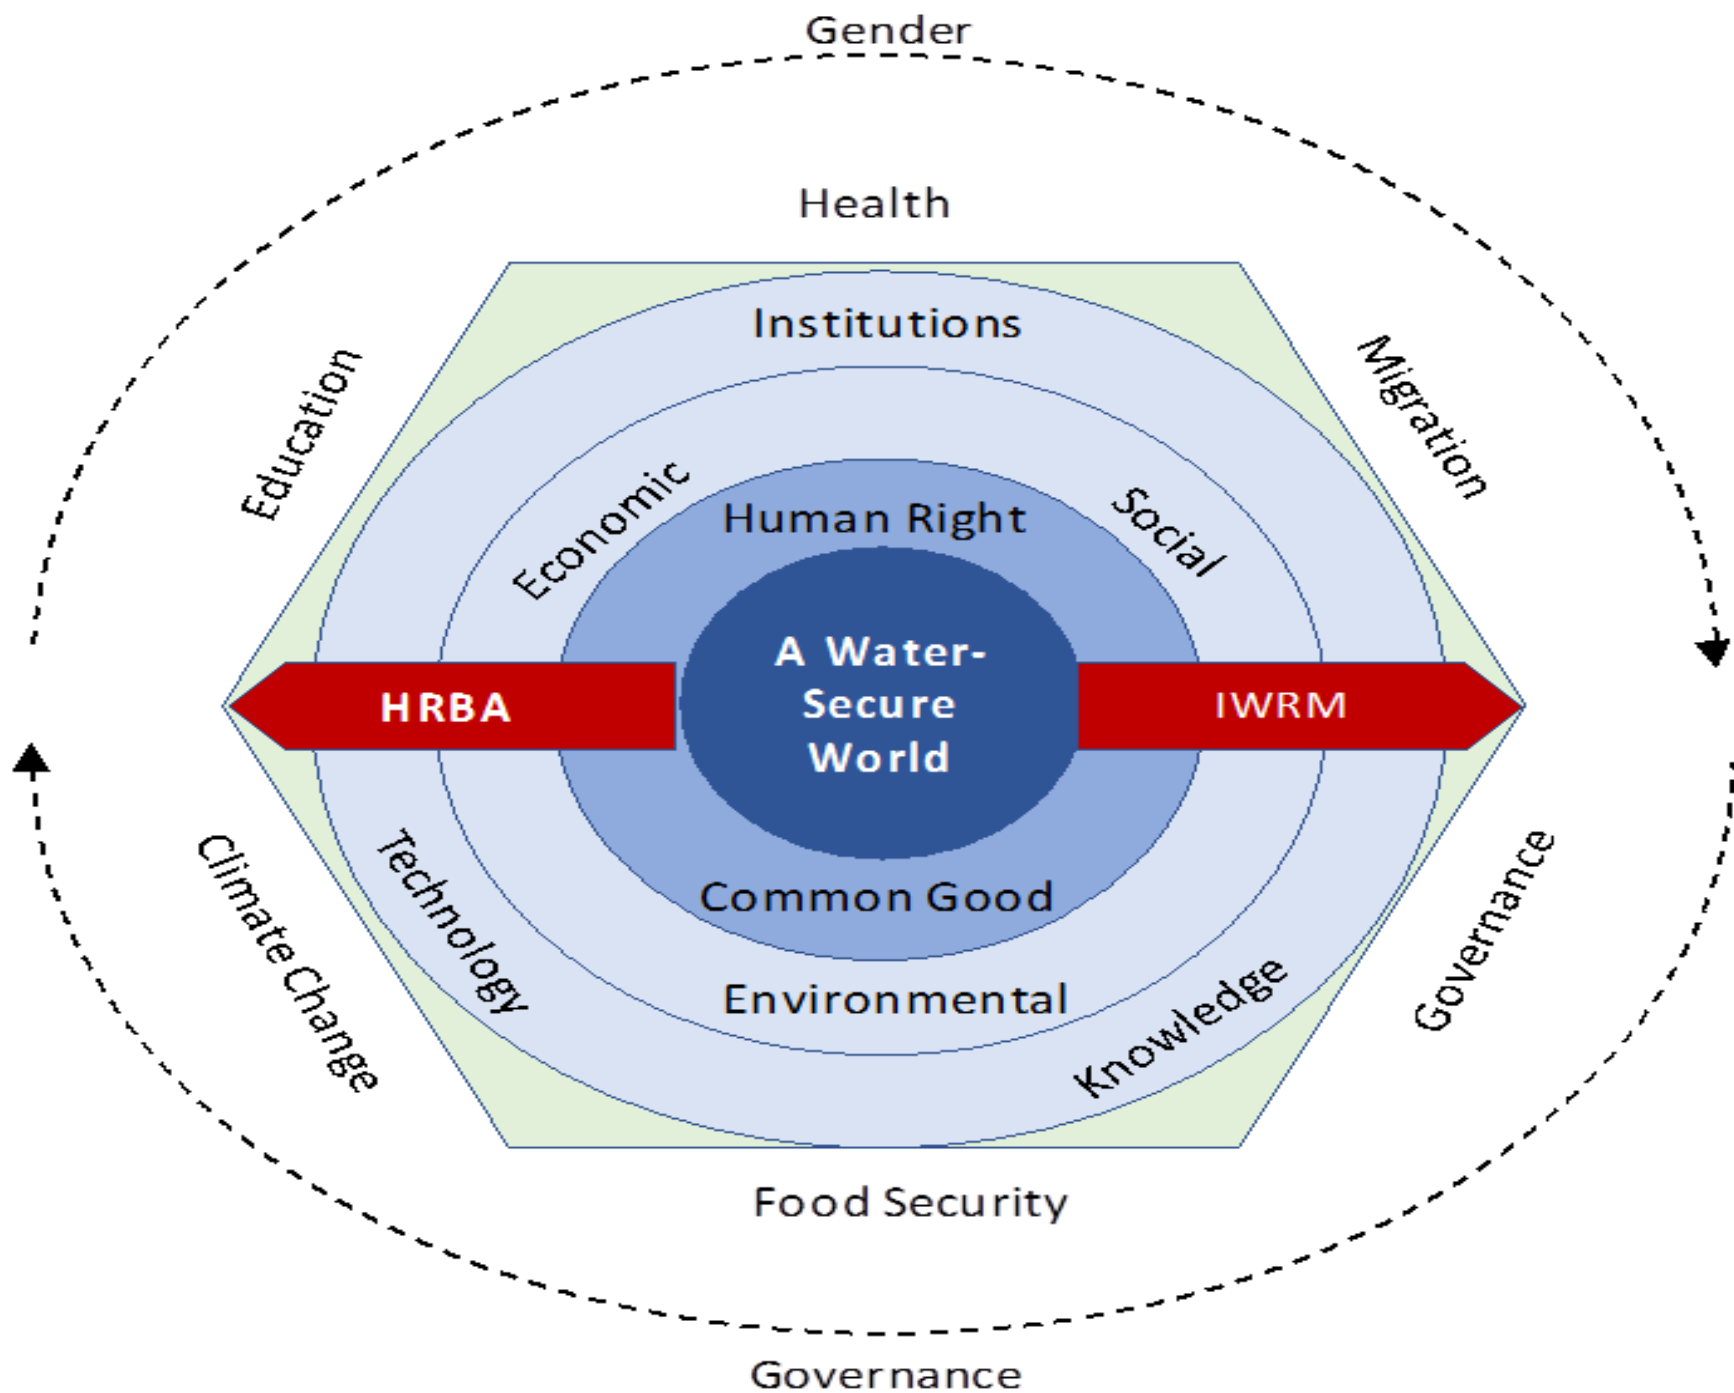 Gender
Health
Institutions
Education
Migration
Economic
Human Right
Social
A Water-
Secure
World
HRBA
IWRM
Technology
Climate Change
Common Good
Governance
Environmental
Knowledge
Food Security
Governance